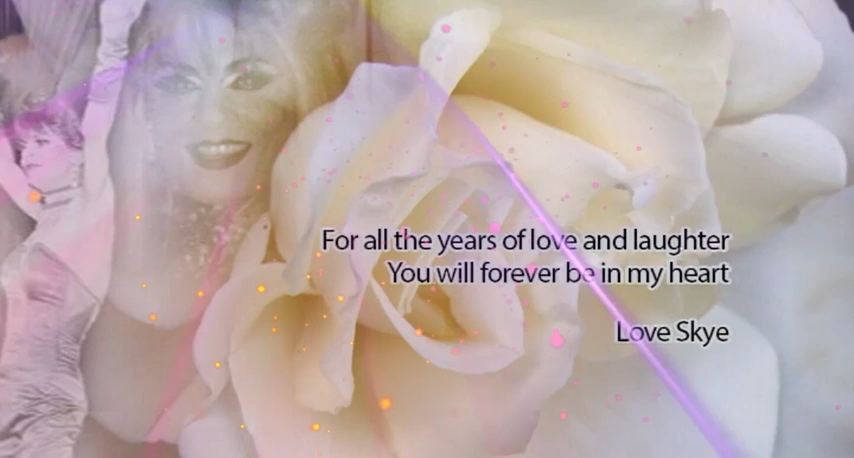 For all the years of love and laughter
You will forever be in my heart
Love Skye